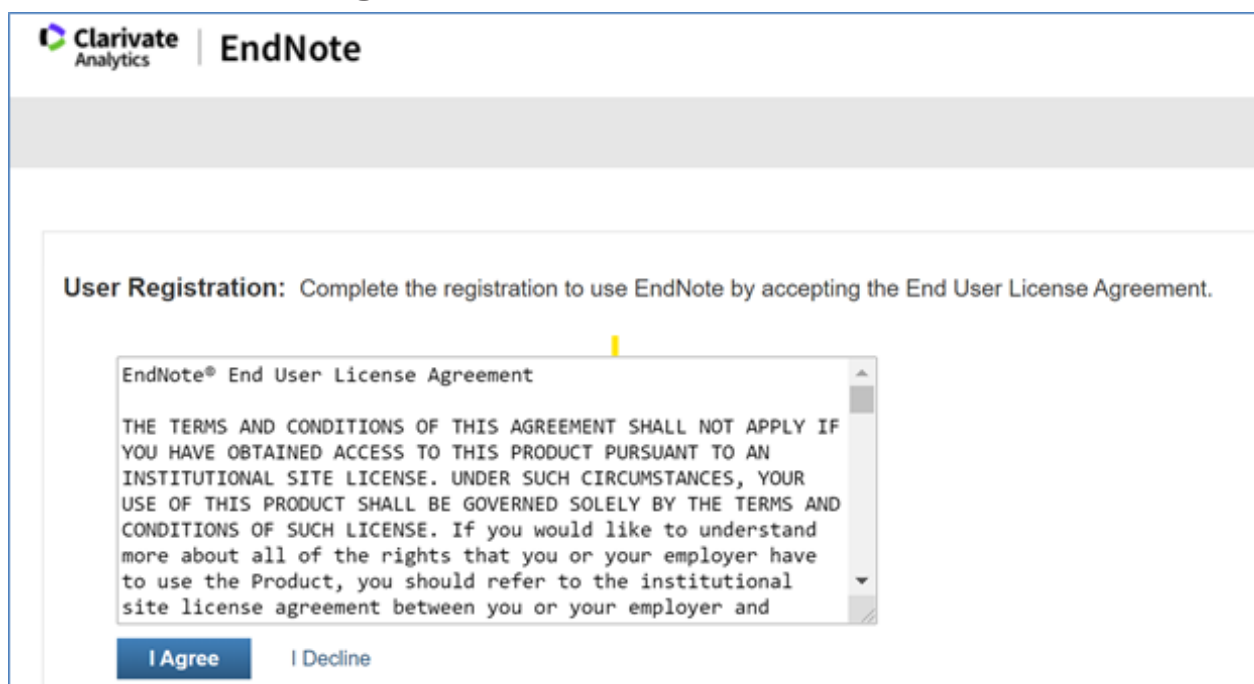 Clarivate
Analytics
EndNote
User Registration: Complete the registration to use EndNote by accepting the End User License Agreement.
EndNote® End User License Agreement
THE TERMS AND CONDITIONS OF THIS AGREEMENT SHALL NOT APPLY IF
YOU HAVE OBTAINED ACCESS TO THIS PRODUCT PURSUANT TO AN
INSTITUTIONAL SITE LICENSE. UNDER SUCH CIRCUMSTANCES, YOUR
USE OF THIS PRODUCT SHALL BE GOVERNED SOLELY BY THE TERMS AND
CONDITIONS OF SUCH LICENSE. If you would like to understand
more about all of the rights that you or your employer have
to use the Product, you should refer to the institutional
site license agreement between you or your employer and
I Agree I Decline